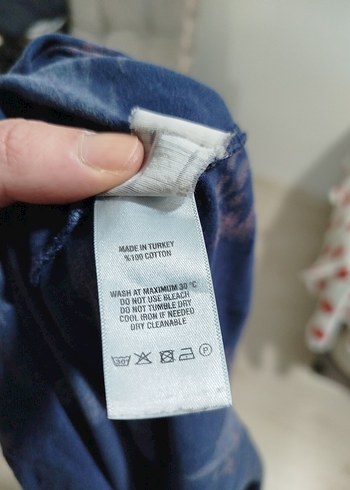 MADE IN TURKEY
%100 COTTON
WASH AT MAXIMUM 30 °C
DO NOT USE BLEACH
DO NOT TUMBLE DRY
COOL IRON IF NEEDED
DRY CLEANABLE
30° P